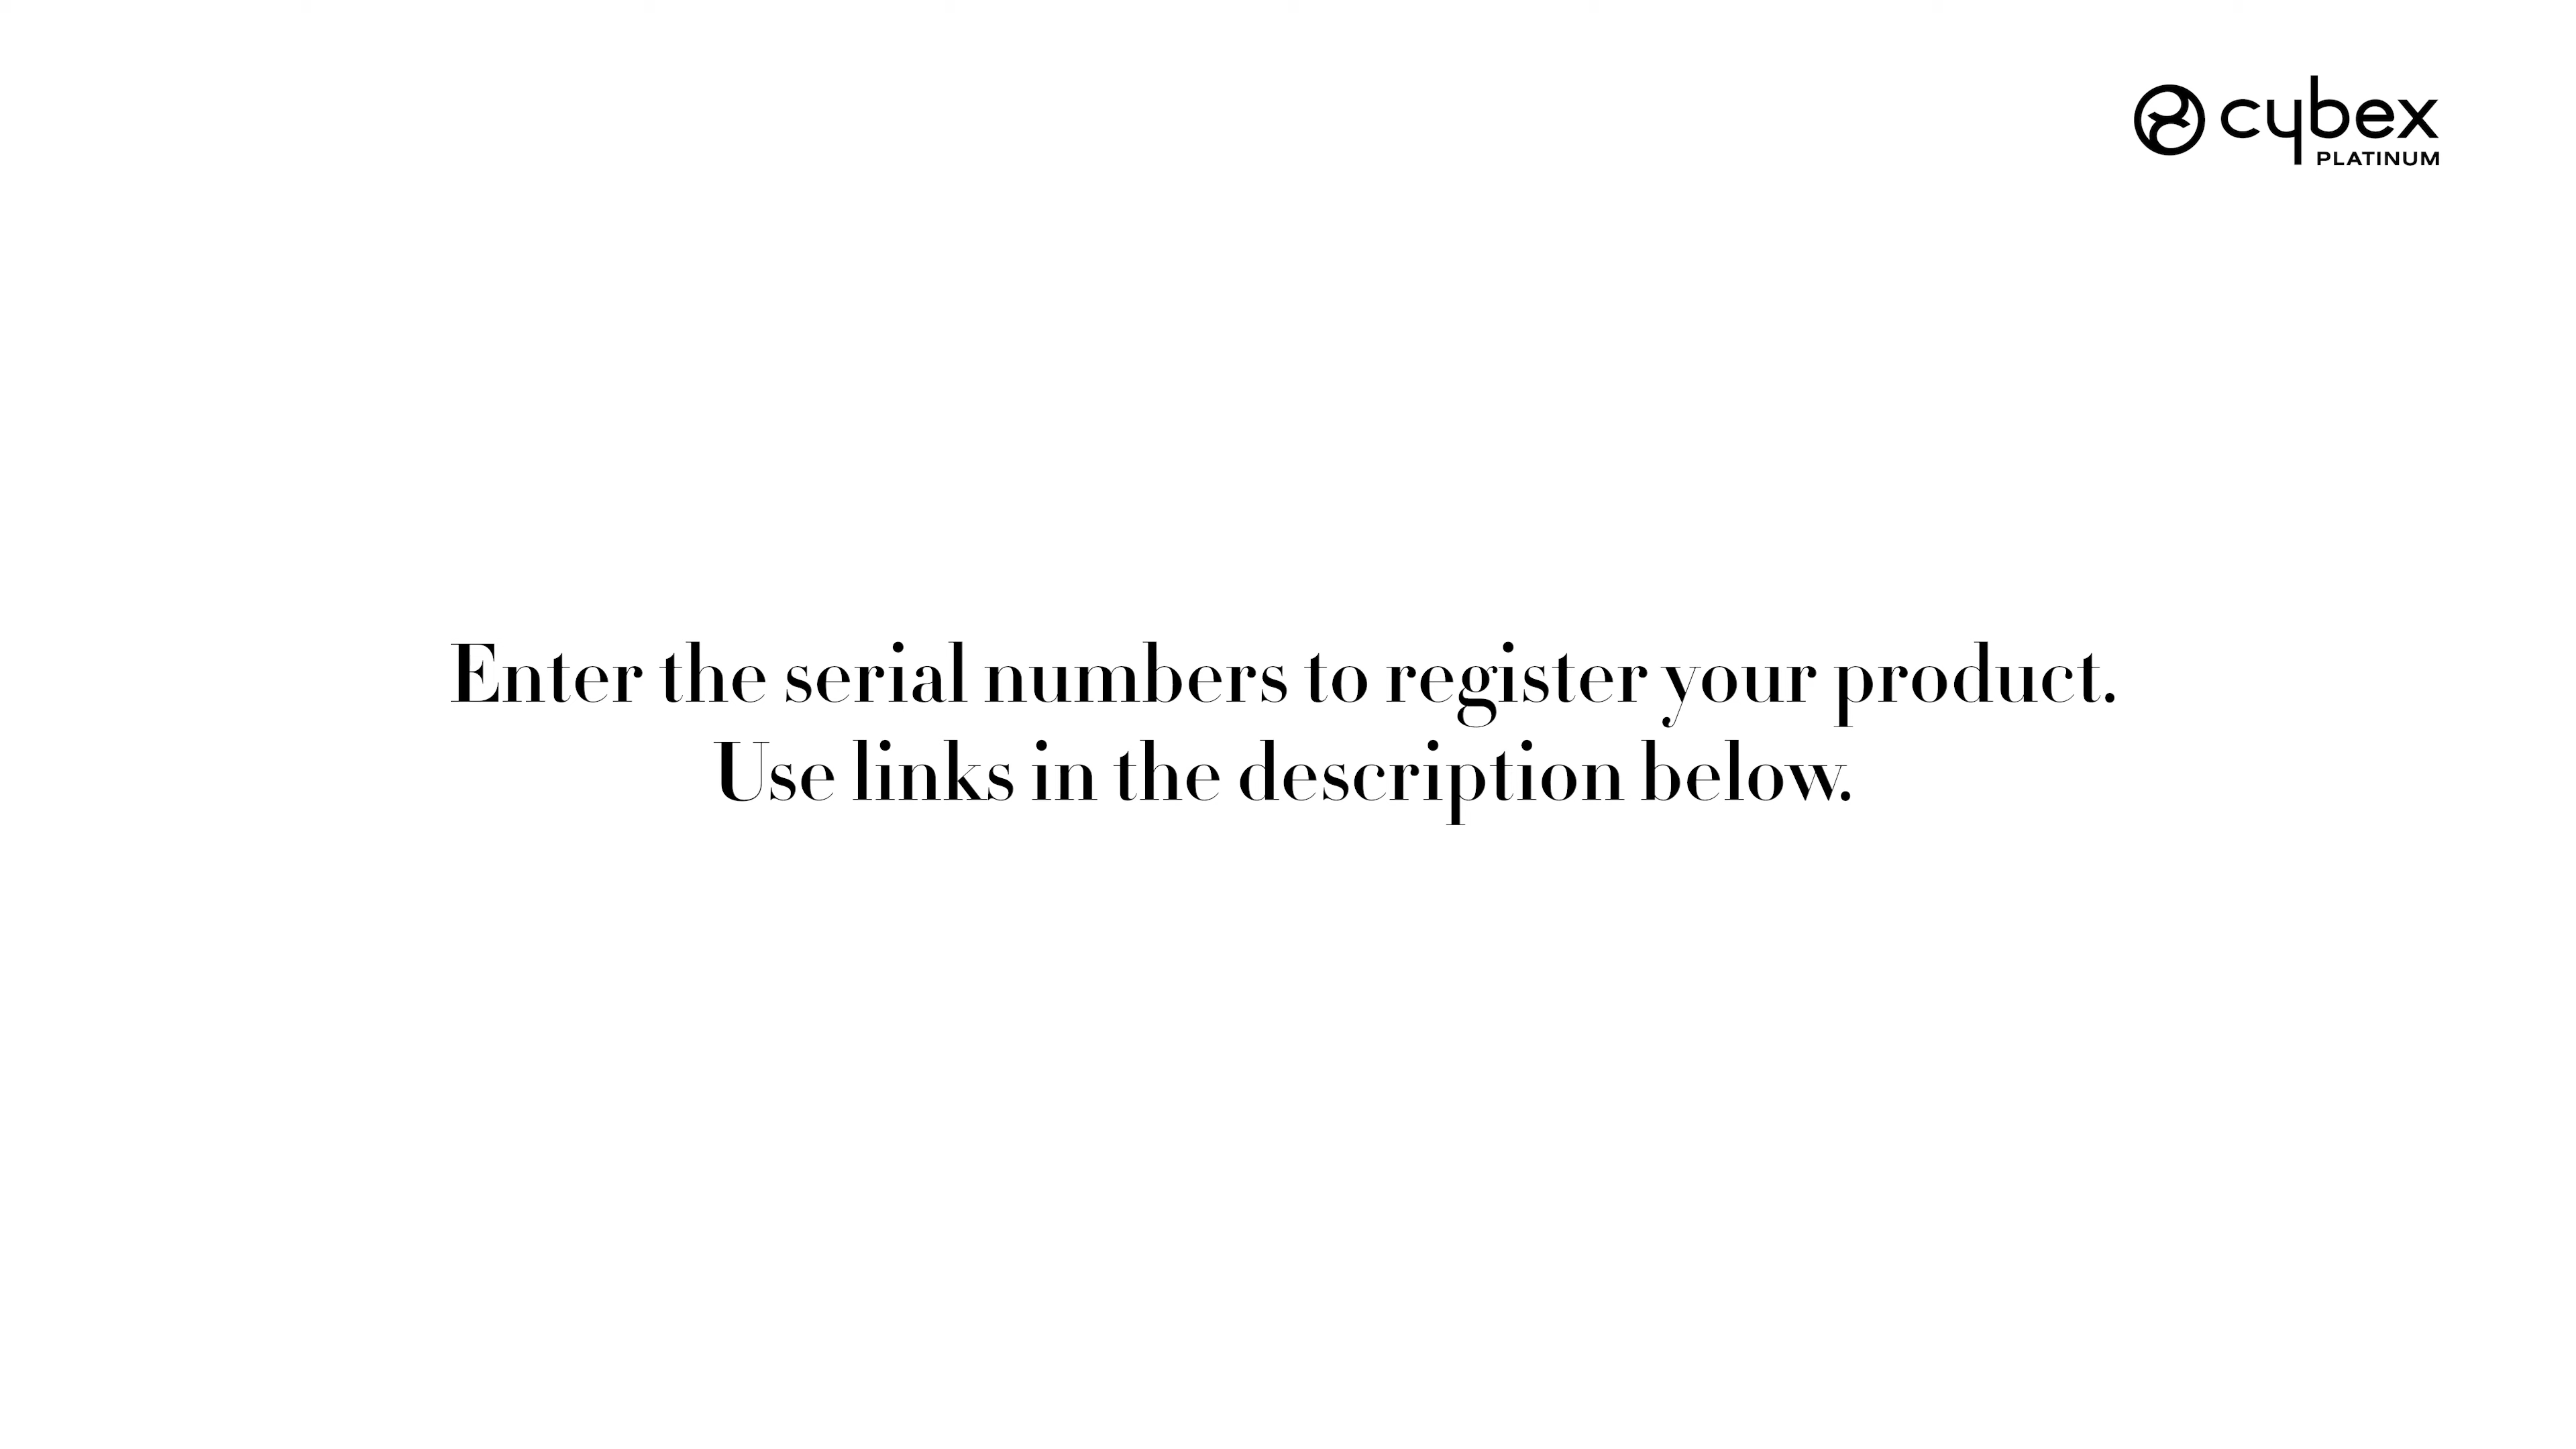 cybex
PLATINUM
Enter the serial numbers to register your product.
Use links in the description below.